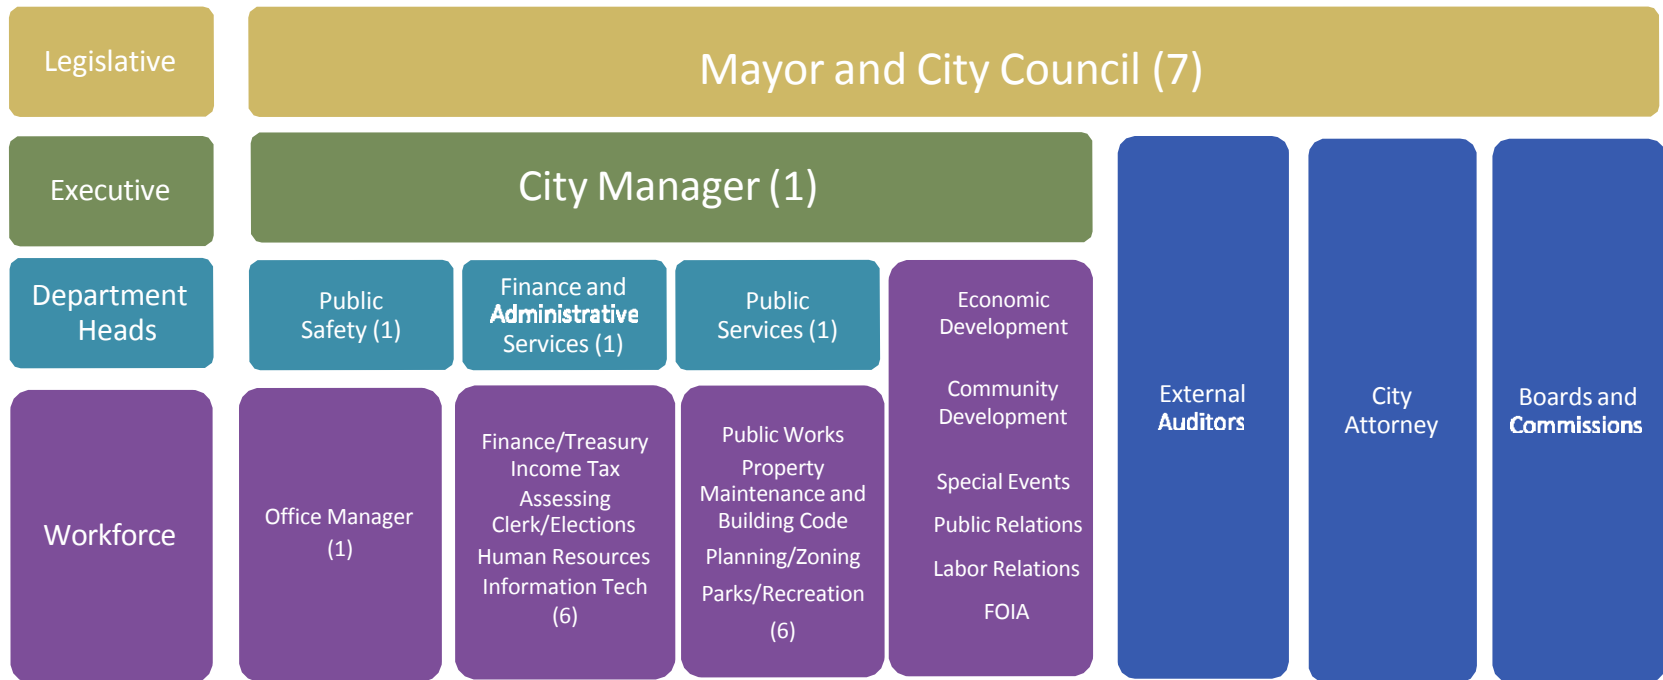 Legislative
Mayor and City Council (7)
Executive
City Manager (1)
Department
Heads
Public
Safety (1)
Finance and
Administrative
Services (1)
Public
Services (1)
Economic
Development
Community
Development
Special Events
Public Relations
Labor Relations
FOIA
External
Auditors
City
Attorney
Boards and
Commissions
Workforce
Office Manager
(1)
Finance/Treasury
Income Tax
Assessing
Clerk/Elections
Human Resources
Information Tech
(6)
Public Works
Property
Maintenance and
Building Code
Planning/Zoning
Parks/Recreation
(6)